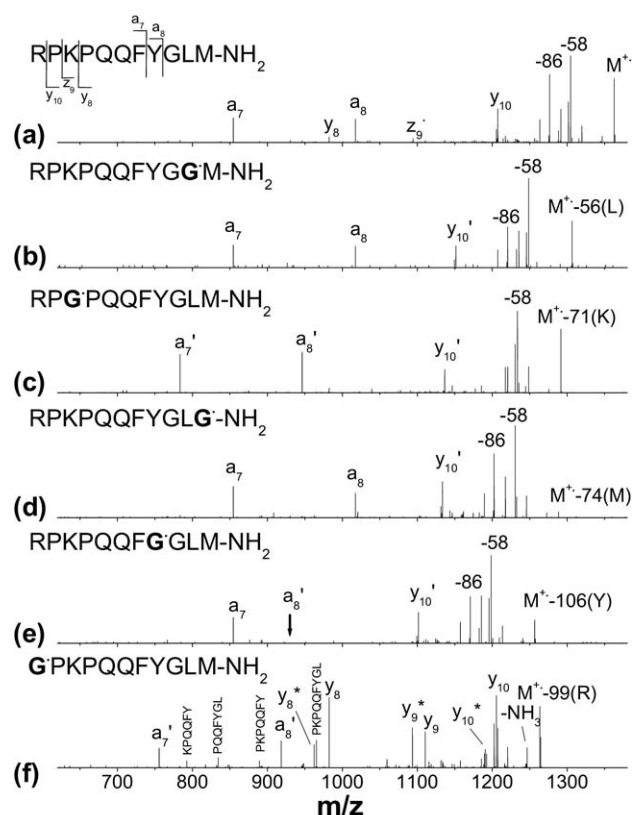 a7 a8
RPKPQQFYGLM-NH2
y10 z9 y8
(a)
a7 y8 a8 z9· y10 -86 -58 M+·
RPKPQQFYGG·M-NH2
(b)
a7 a8 y10' -86 -58 M+·-56(L)
RPG·PQQFYGLM-NH2
(c)
a7' a8' y10' -58 M+·-71(K)
RPKPQQFYGLG·-NH2
(d)
a7 a8 y10' -86 -58 M+·-74(M)
RPKPQQFG·GLM-NH2
(e)
a7 a8' y10' -86 -58 M+·-106(Y)
G·PKPQQFYGLM-NH2
(f)
a7' KPQQFY PQQFYGL PKPQQFY a8' y8* PKPQQFYGL y8 y9* y9 y10* y10 -NH3 M+·-99(R)
700 800 900 1000 1100 1200 1300
m/z